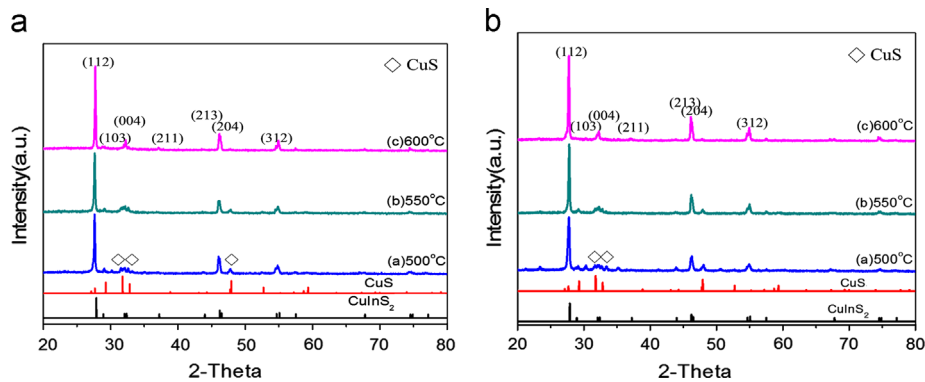 a
Intensity(a.u.)
(112)
◇ CuS
(103)
(004)
(211)
(213)
(204)
(312)
(c)600°C
(b)550°C
(a)500°C
CuS
CuInS₂
20 30 40 50 60 70 80
2-Theta
b
Intensity(a.u.)
(112)
◇ CuS
(103)
(004)
(211)
(213)
(204)
(312)
(c)600°C
(b)550°C
(a)500°C
CuS
CuInS₂
20 30 40 50 60 70 80
2-Theta